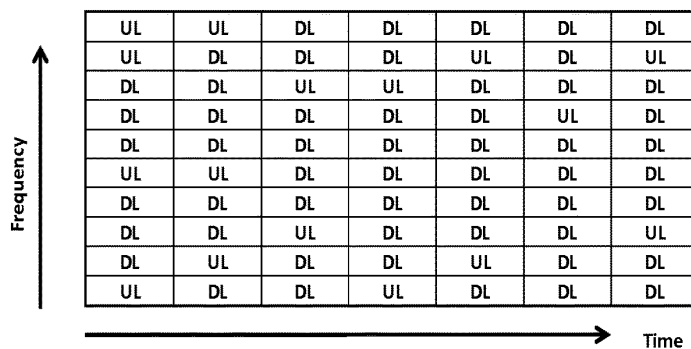 UL UL DL DL DL DL DL
UL DL DL DL UL DL UL
DL DL UL UL DL DL DL
DL DL DL DL DL UL DL
DL DL DL DL DL DL DL
UL UL DL DL DL DL DL
DL DL DL DL DL DL DL
DL DL UL DL DL DL UL
DL UL DL DL UL DL DL
UL DL DL UL DL DL DL
Frequency
Time